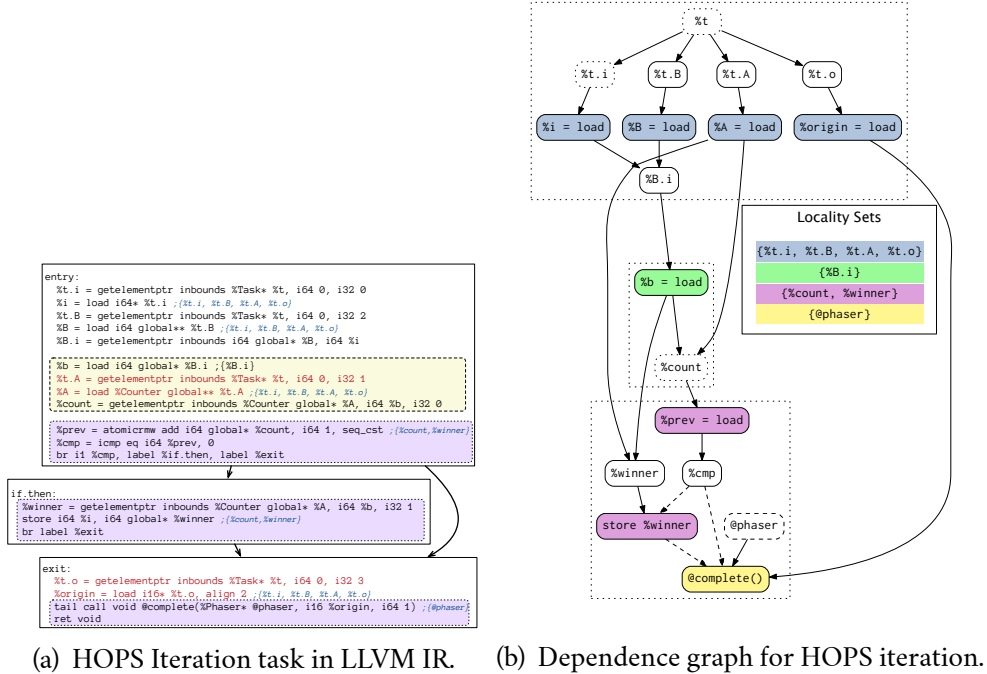 entry:
%t.i = getelementptr inbounds %Task* %t, i64 0, i32 0
%i = load i64* %t.i ;{%t.i, %t.B, %t.A, %t.o}
%t.B = getelementptr inbounds %Task* %t, i64 0, i32 2
%B = load i64 global** %t.B ;{%t.i, %t.B, %t.A, %t.o}
%B.i = getelementptr inbounds i64 global* %B, i64 %i
%b = load i64 global* %B.i ;{%B.i}
%t.A = getelementptr inbounds %Task* %t, i64 0, i32 1
%A = load %Counter global** %t.A ;{%t.i, %t.B, %t.A, %t.o}
%count = getelementptr inbounds %Counter global* %A, i64 %b, i32 0
%prev = atomicrmw add i64 global* %count, i64 1, seq_cst ;{%count,%winner}
%cmp = icmp eq i64 %prev, 0
br i1 %cmp, label %if.then, label %exit
if.then:
%winner = getelementptr inbounds %Counter global* %A, i64 %b, i32 1
store i64 %i, i64 global* %winner ;{%count,%winner}
br label %exit
exit:
%t.o = getelementptr inbounds %Task* %t, i64 0, i32 3
%origin = load i16* %t.o, align 2 ;{%t.i, %t.B, %t.A, %t.o}
tail call void @complete(%Phaser* @phaser, i16 %origin, i64 1) ;{@phaser}
ret void
(a) HOPS Iteration task in LLVM IR.
%t
%t.i %t.B %t.A %t.o
%i = load %B = load %A = load %origin = load
%B.i
Locality Sets
{%t.i, %t.B, %t.A, %t.o}
{%B.i}
{%count, %winner}
{@phaser}
%b = load
%count
%prev = load
%winner %cmp
store %winner @phaser
@complete()
(b) Dependence graph for HOPS iteration.